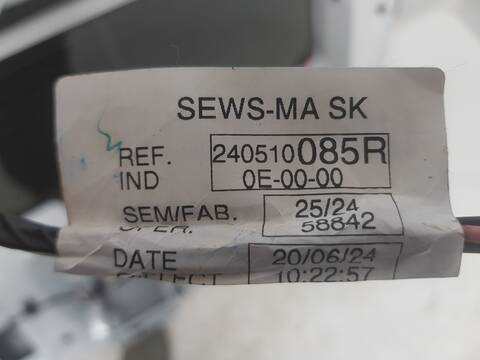 SEWS-MA SK
REF. 240510085R
IND 0E-00-00
SEM/FAB. 25/24
OPER. 58842
DATE 20/06/24
10:22:57